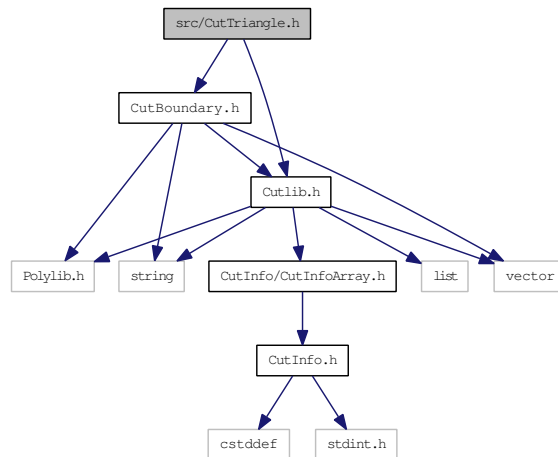 src/CutTriangle.h
CutBoundary.h
Cutlib.h
Polylib.h
string
CutInfo/CutInfoArray.h
list
vector
CutInfo.h
cstddef
stdint.h